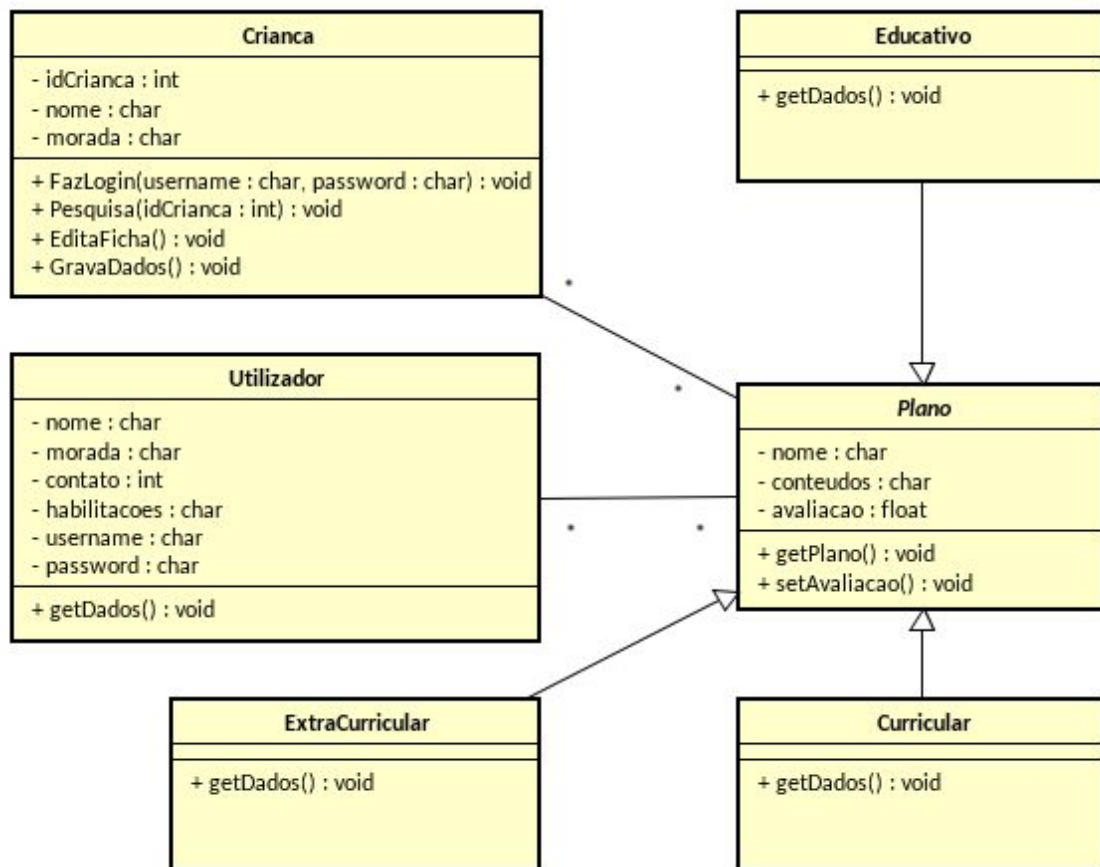 Crianca
- idCrianca : int
- nome : char
- morada : char
+ FazLogin(username : char, password : char) : void
+ Pesquisa(idCrianca : int) : void
+ EditaFicha() : void
+ GravaDados() : void
Educativo
+ getDados() : void
*
*
Utilizador
- nome : char
- morada : char
- contato : int
- habilitacoes : char
- username : char
- password : char
+ getDados() : void
*
*
Plano
- nome : char
- conteudos : char
- avaliacao : float
+ getPlano() : void
+ setAvaliacao() : void
ExtraCurricular
+ getDados() : void
Curricular
+ getDados() : void